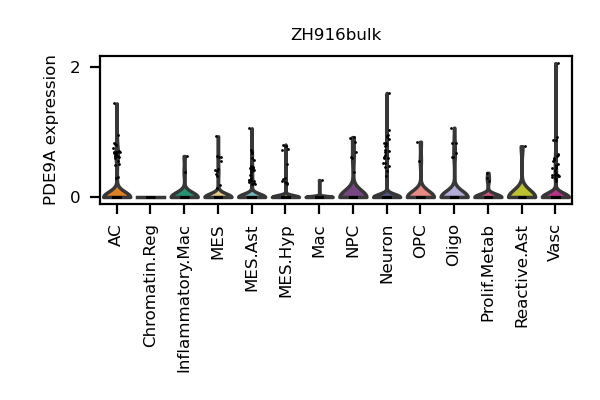 ZH916bulk
PDE9A expression
2
0
AC
Chromatin.Reg
Inflammatory.Mac
MES
MES.Ast
MES.Hyp
Mac
NPC
Neuron
OPC
Oligo
Prolif.Metab
Reactive.Ast
Vasc